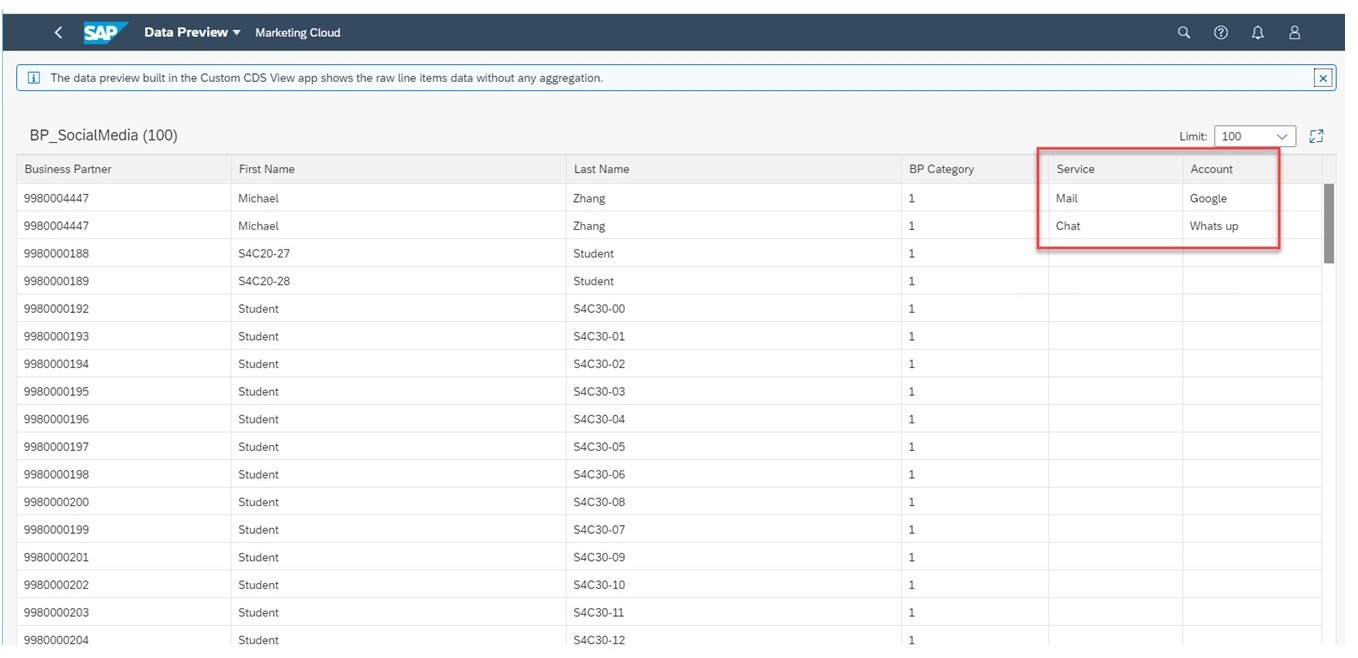 SAP Data Preview Marketing Cloud
The data preview built in the Custom CDS View app shows the raw line items data without any aggregation.
BP_SocialMedia (100) Limit: 100
Business Partner First Name Last Name BP Category Service Account
9980004447 Michael Zhang 1 Mail Google
9980004447 Michael Zhang 1 Chat Whats up
9980000188 S4C20-27 Student 1
9980000189 S4C20-28 Student 1
9980000192 Student S4C30-00 1
9980000193 Student S4C30-01 1
9980000194 Student S4C30-02 1
9980000195 Student S4C30-03 1
9980000196 Student S4C30-04 1
9980000197 Student S4C30-05 1
9980000198 Student S4C30-06 1
9980000200 Student S4C30-08 1
9980000199 Student S4C30-07 1
9980000201 Student S4C30-09 1
9980000202 Student S4C30-10 1
9980000203 Student S4C30-11 1
9980000204 Student S4C30-12 1